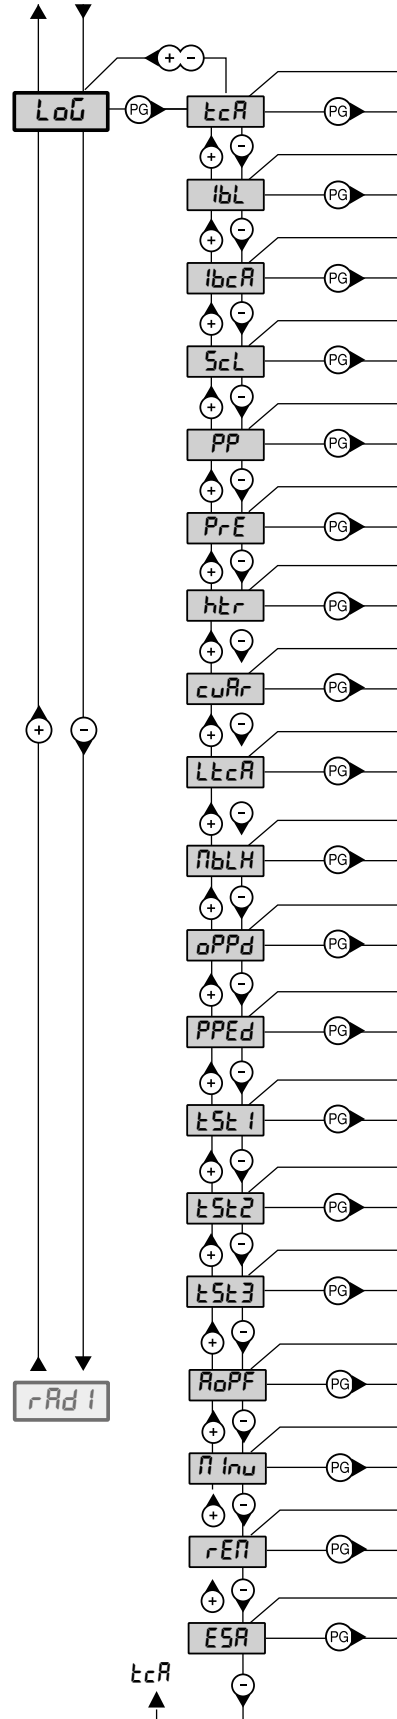 + -
LoG PG tcA PG
+ -
IbL PG
+ -
IbcA PG
+ -
ScL PG
+ -
PP PG
+ -
PrE PG
+ -
htr PG
+ -
cuAr PG
+ -
+ -
LtcA PG
+ -
MbLH PG
+ -
oPPd PG
+ -
PPEd PG
+ -
tSt1 PG
+ -
tSt2 PG
+ -
tSt3 PG
+ -
rAd1 AoPF PG
+ -
M Inv PG
+ -
rEM PG
+ -
ESA PG
tcA
-